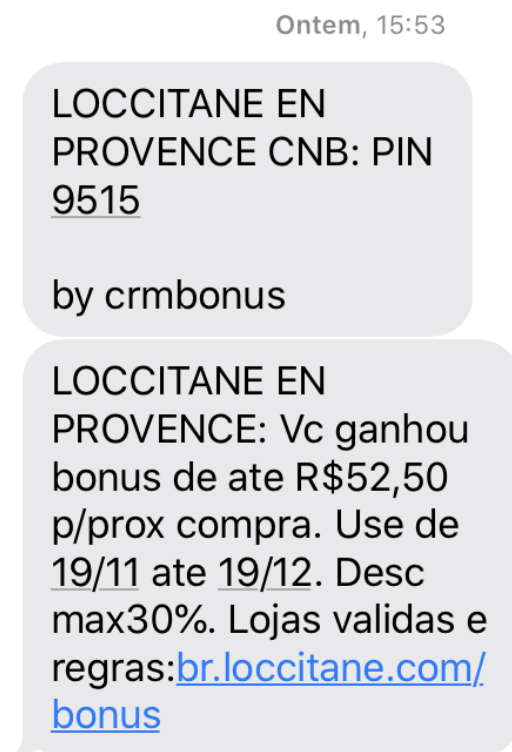 Ontem, 15:53
LOCCITANE EN
PROVENCE CNB: PIN
9515
by crmbonus
LOCCITANE EN
PROVENCE: Vc ganhou
bonus de ate R$52,50
p/prox compra. Use de
19/11 ate 19/12. Desc
max30%. Lojas validas e
regras:br.loccitane.com/
bonus